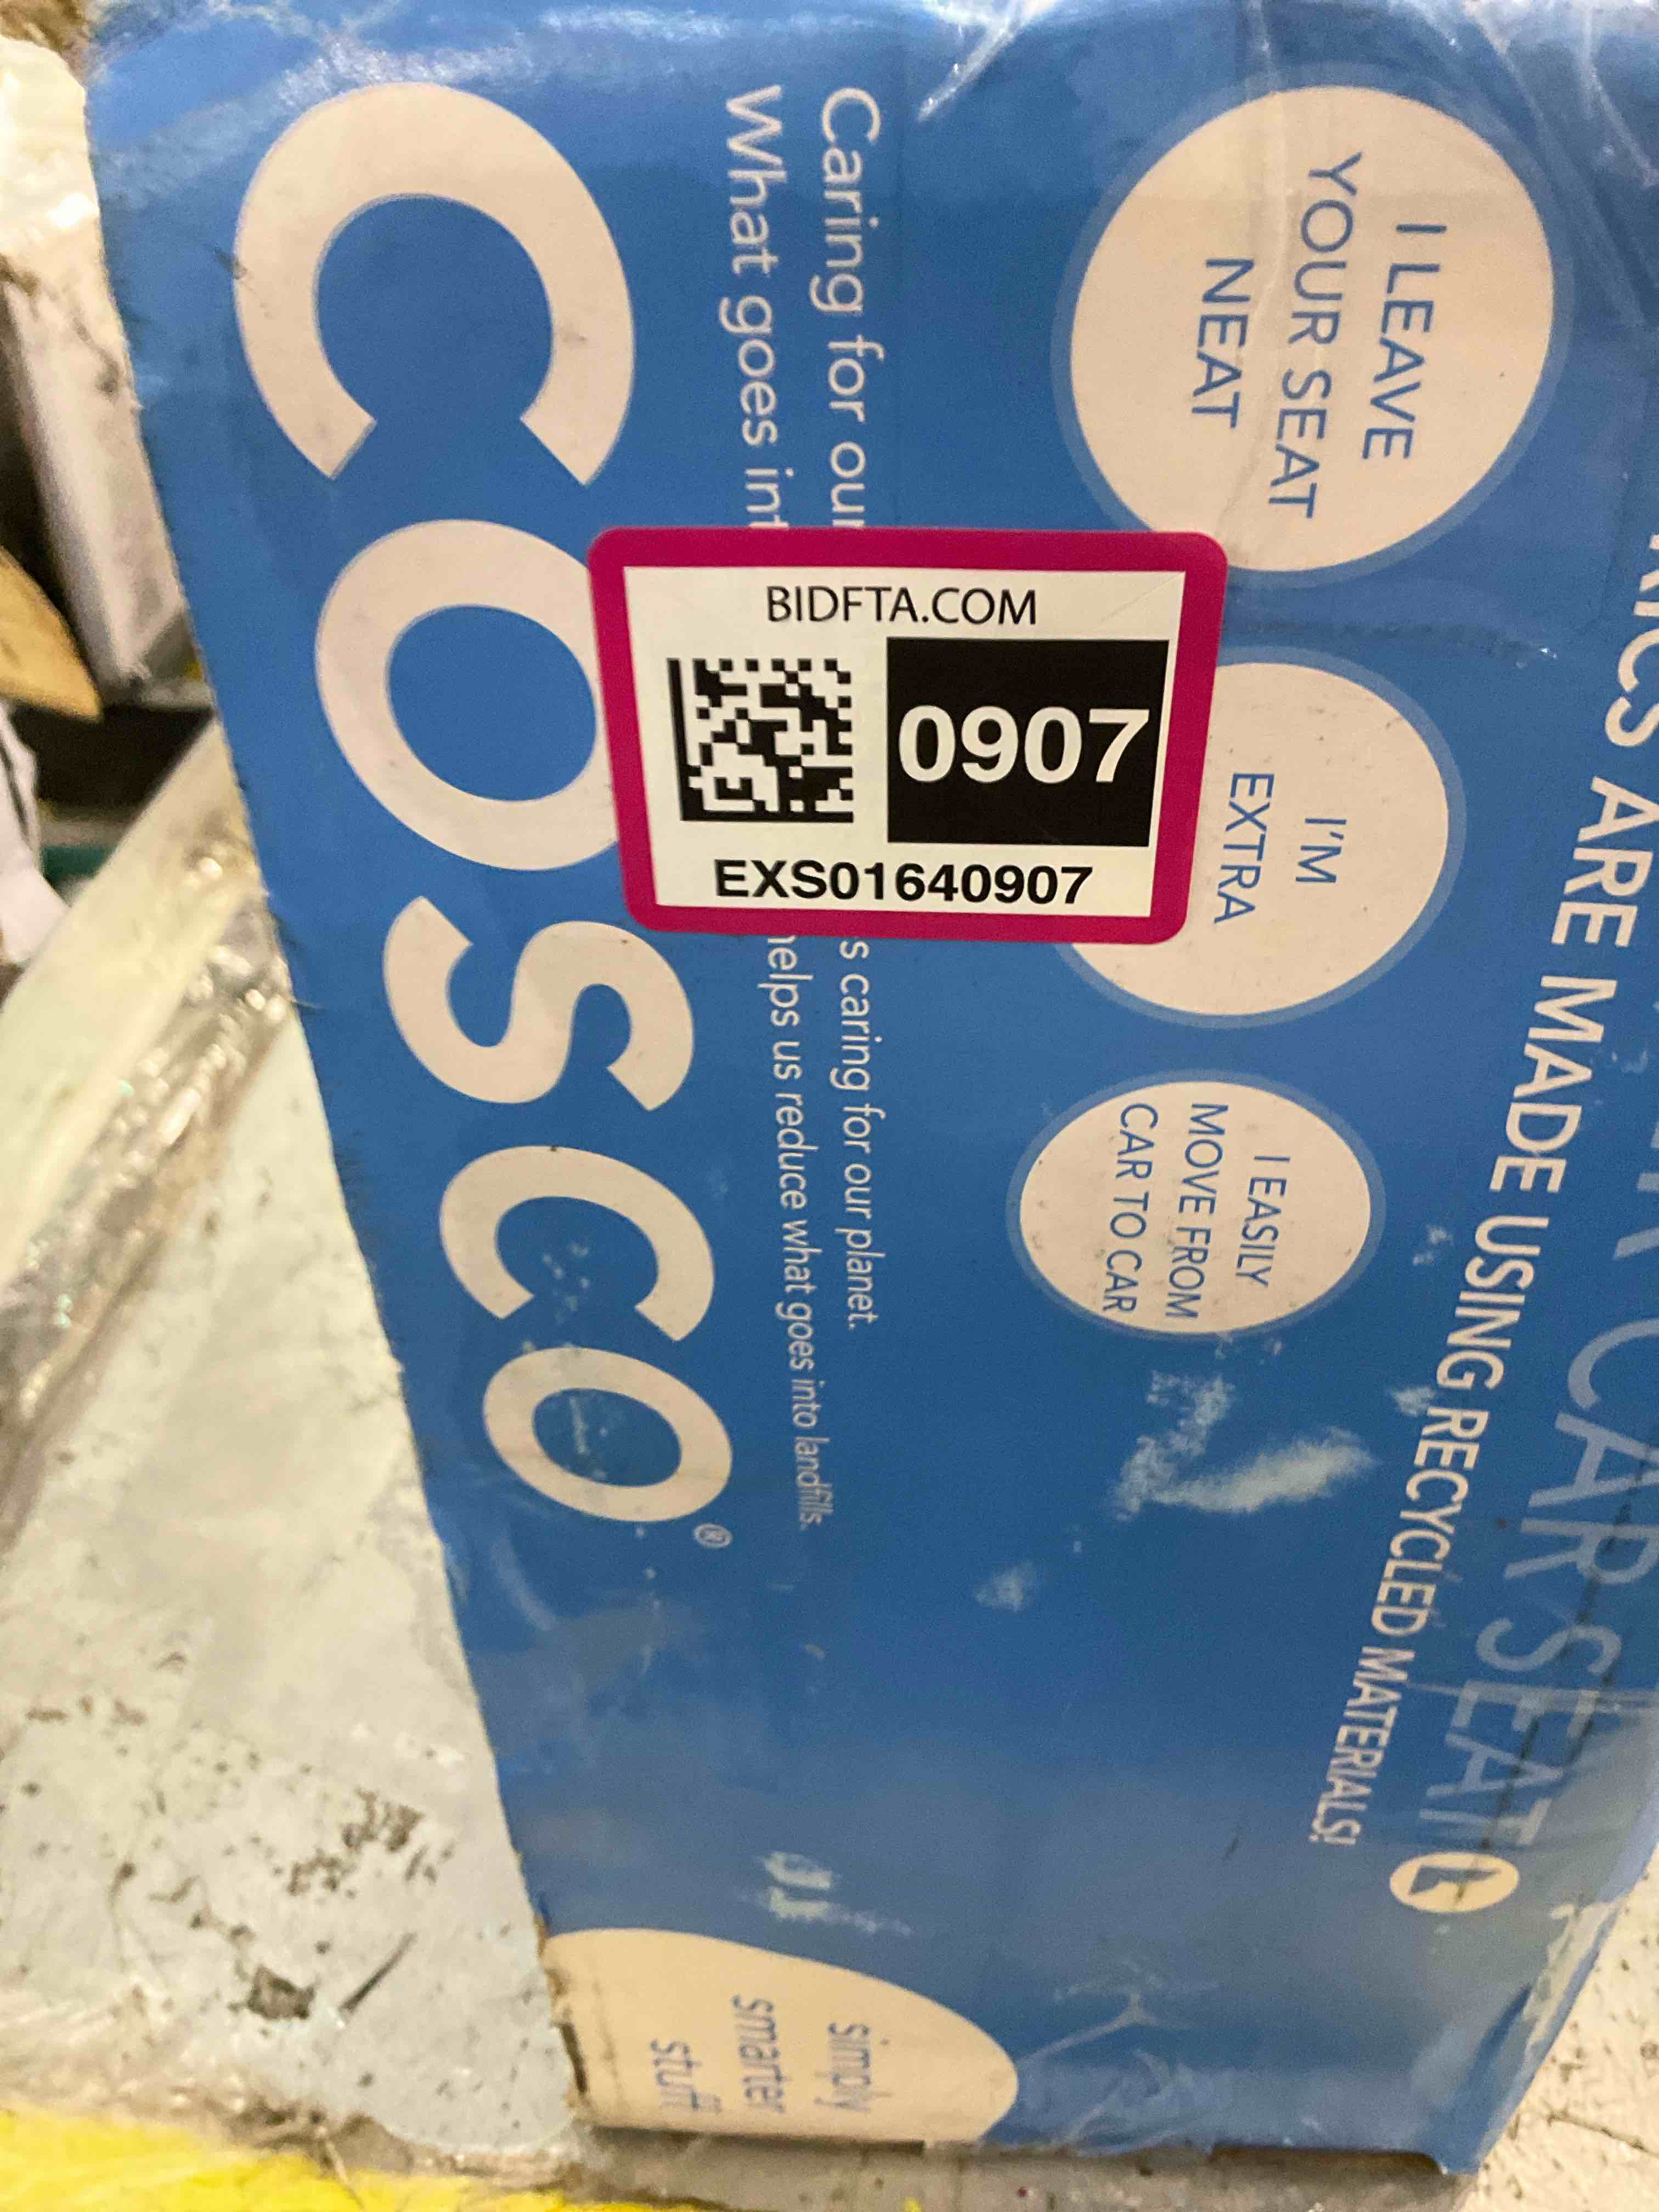 CAR SEAT
RICS ARE MADE USING RECYCLED MATERIALS!
I LEAVE
YOUR SEAT
NEAT
I'M
EXTRA
I EASILY
MOVE FROM
CAR TO CAR
Caring for our
s caring for our planet.
What goes int
helps us reduce what goes into landfills.
COSCO®
simply
smarter
stuff
BIDFTA.COM
0907
EXS01640907